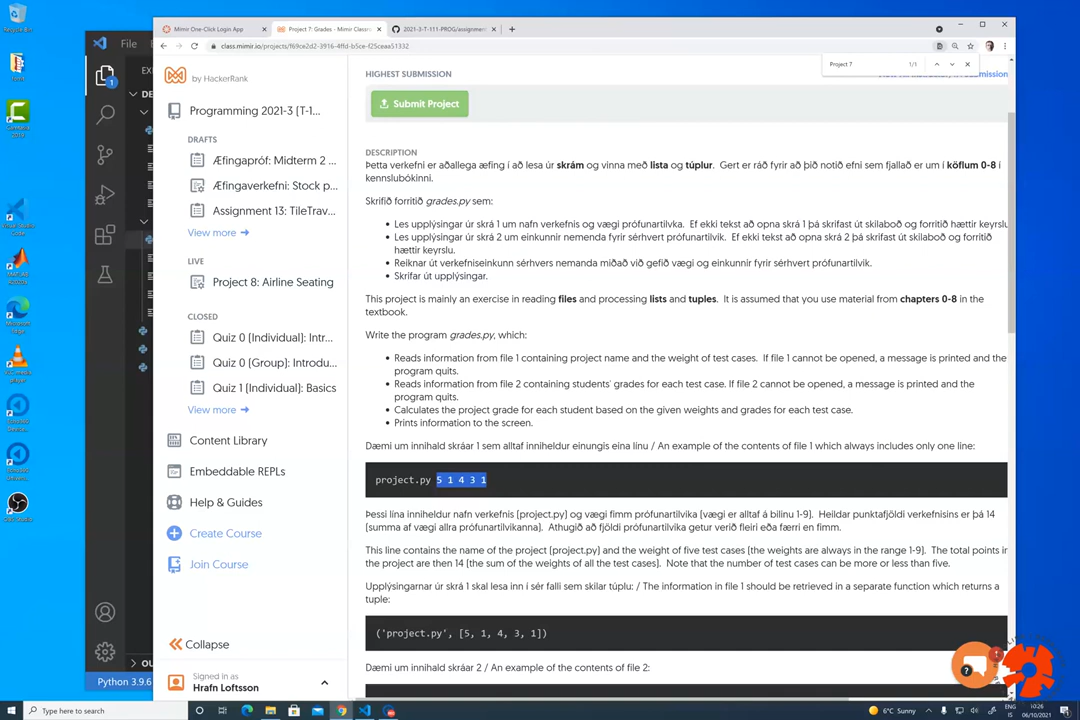 Mimir One-Click Login App
Project 7: Grades - Mimir Classro
2021-3-T-111-PROG/assignment
class.mimir.io/projects/f69ce2d2-3916-4ffd-b5ce-f25ceaa51332
Project 7
1/1
File
by HackerRank
Programming 2021-3 [T-1...
DRAFTS
Æfingapróf: Midterm 2 ...
Æfingaverkefni: Stock p...
Assignment 13: TileTrav...
View more
LIVE
Project 8: Airline Seating
CLOSED
Quiz 0 (Individual): Intr...
Quiz 0 (Group): Introdu...
Quiz 1 (Individual): Basics
View more
Content Library
Embeddable REPLs
Help & Guides
Create Course
Join Course
Collapse
Signed in as
Hrafn Loftsson
HIGHEST SUBMISSION
Submit Project
DESCRIPTION
Þetta verkefni er aðallega æfing í að lesa úr skrám og vinna með lista og túplur. Gert er ráð fyrir að þið notið efni sem fjallað er um í köflum 0-8 í
kennslubókinni.
Skrifið forritið grades.py sem:
Les upplýsingar úr skrá 1 um nafn verkefnis og vægi prófunartilvika. Ef ekki tekst að opna skrá 1 þá skrifast út skilaboð og forritið hættir keyrslu
Les upplýsingar úr skrá 2 um einkunnir nemenda fyrir sérhvert prófunartilvik. Ef ekki tekst að opna skrá 2 þá skrifast út skilaboð og forritið
hættir keyrslu.
Reiknar út verkefniseinkunn sérhvers nemanda miðað við gefið vægi og einkunnir fyrir sérhvert prófunartilvik.
Skrifar út upplýsingar.
This project is mainly an exercise in reading files and processing lists and tuples. It is assumed that you use material from chapters 0-8 in the
textbook.
Write the program grades.py, which:
Reads information from file 1 containing project name and the weight of test cases. If file 1 cannot be opened, a message is printed and the
program quits.
Reads information from file 2 containing students' grades for each test case. If file 2 cannot be opened, a message is printed and the
program quits.
Calculates the project grade for each student based on the given weights and grades for each test case.
Prints information to the screen.
Dæmi um innihald skráar 1 sem alltaf inniheldur einungis eina línu / An example of the contents of file 1 which always includes only one line:
project.py 5 1 4 3 1
Þessi lína inniheldur nafn verkefnis (project.py) og vægi fimm prófunartilvika (vægi er alltaf á bilinu 1-9). Heildar punktafjöldi verkefnisins er þá 14
(summa af vægi allra prófunartilvikanna). Athugið að fjöldi prófunartilvika getur verið fleiri eða færri en fimm.
This line contains the name of the project (project.py) and the weight of five test cases (the weights are always in the range 1-9). The total points in
the project are then 14 (the sum of the weights of all the test cases). Note that the number of test cases can be more or less than five.
Upplýsingarnar úr skrá 1 skal lesa inn í sér falli sem skilar túplu: / The information in file 1 should be retrieved in a separate function which returns a
tuple:
('project.py', [5, 1, 4, 3, 1])
Dæmi um innihald skrár 2 / An example of the contents of file 2:
Python 3.9.6
Type here to search
6°C Sunny
ENG
IS
10:26
06/10/2021